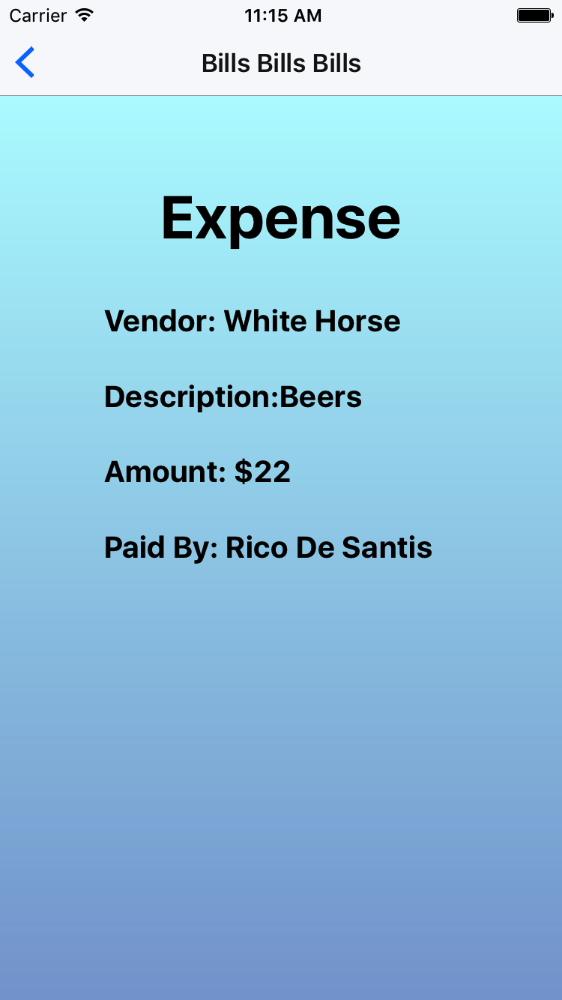 Carrier 11:15 AM
Bills Bills Bills
Expense
Vendor: White Horse
Description:Beers
Amount: $22
Paid By: Rico De Santis